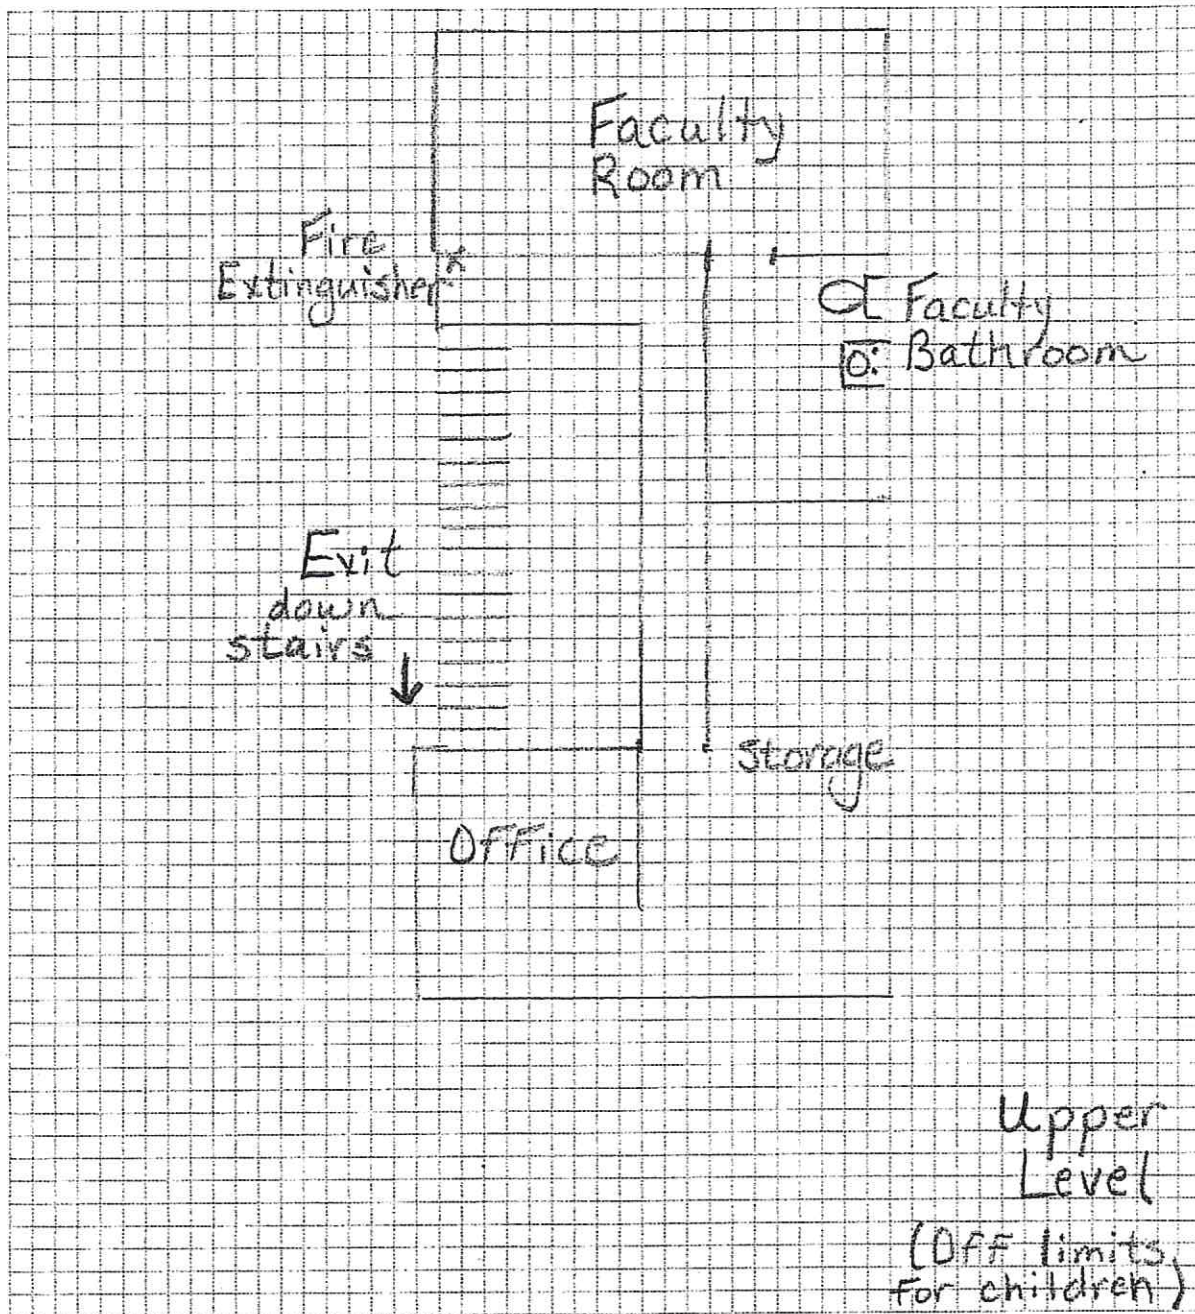 Faculty
Room
Fire
Extinguisher
x
Faculty
Bathroom
Exit
down
stairs
storage
Office
Upper
Level
(Off limits
for children)